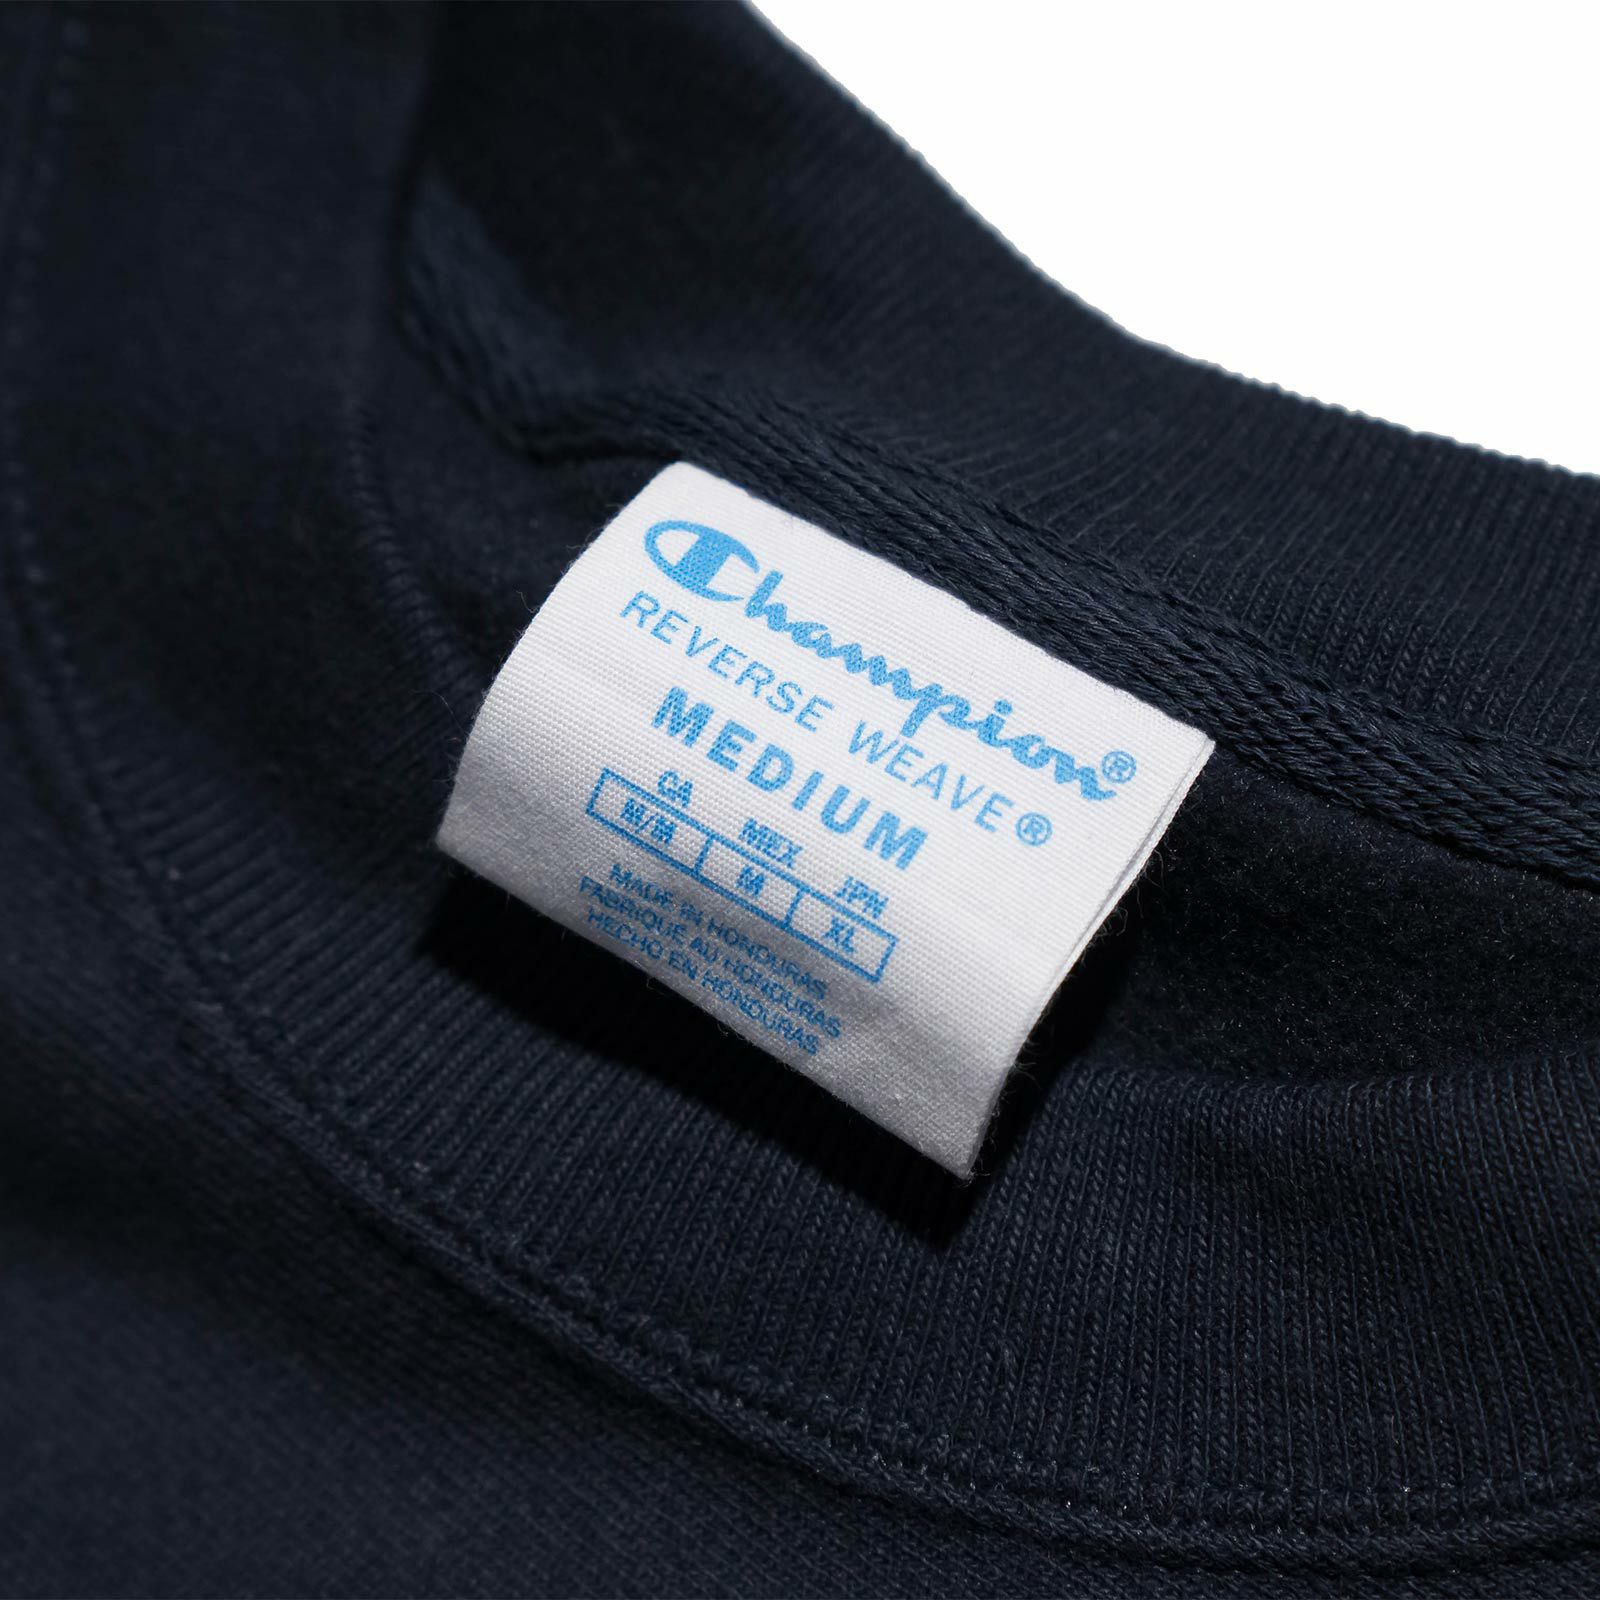 Champion®
REVERSE WEAVE®
MEDIUM
CA MEX JPN
M/M M XL
MADE IN HONDURAS
FABRIQUE AU HONDURAS
HECHO EN HONDURAS